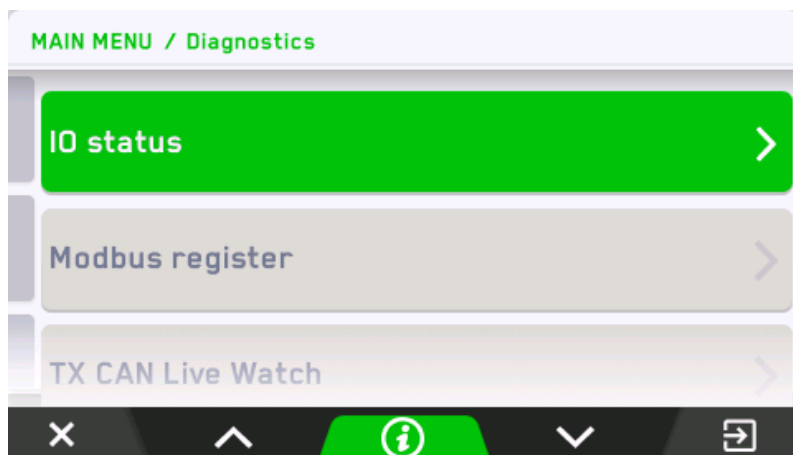 MAIN MENU / Diagnostics
IO status
Modbus register
TX CAN Live Watch